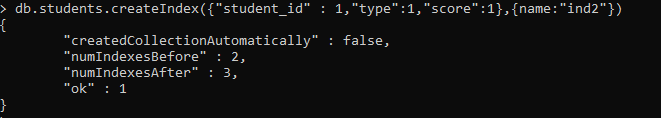 > db.students.createIndex({"student_id" : 1,"type":1,"score":1},{name:"ind2"})
{
        "createdCollectionAutomatically" : false,
        "numIndexesBefore" : 2,
        "numIndexesAfter" : 3,
        "ok" : 1
}